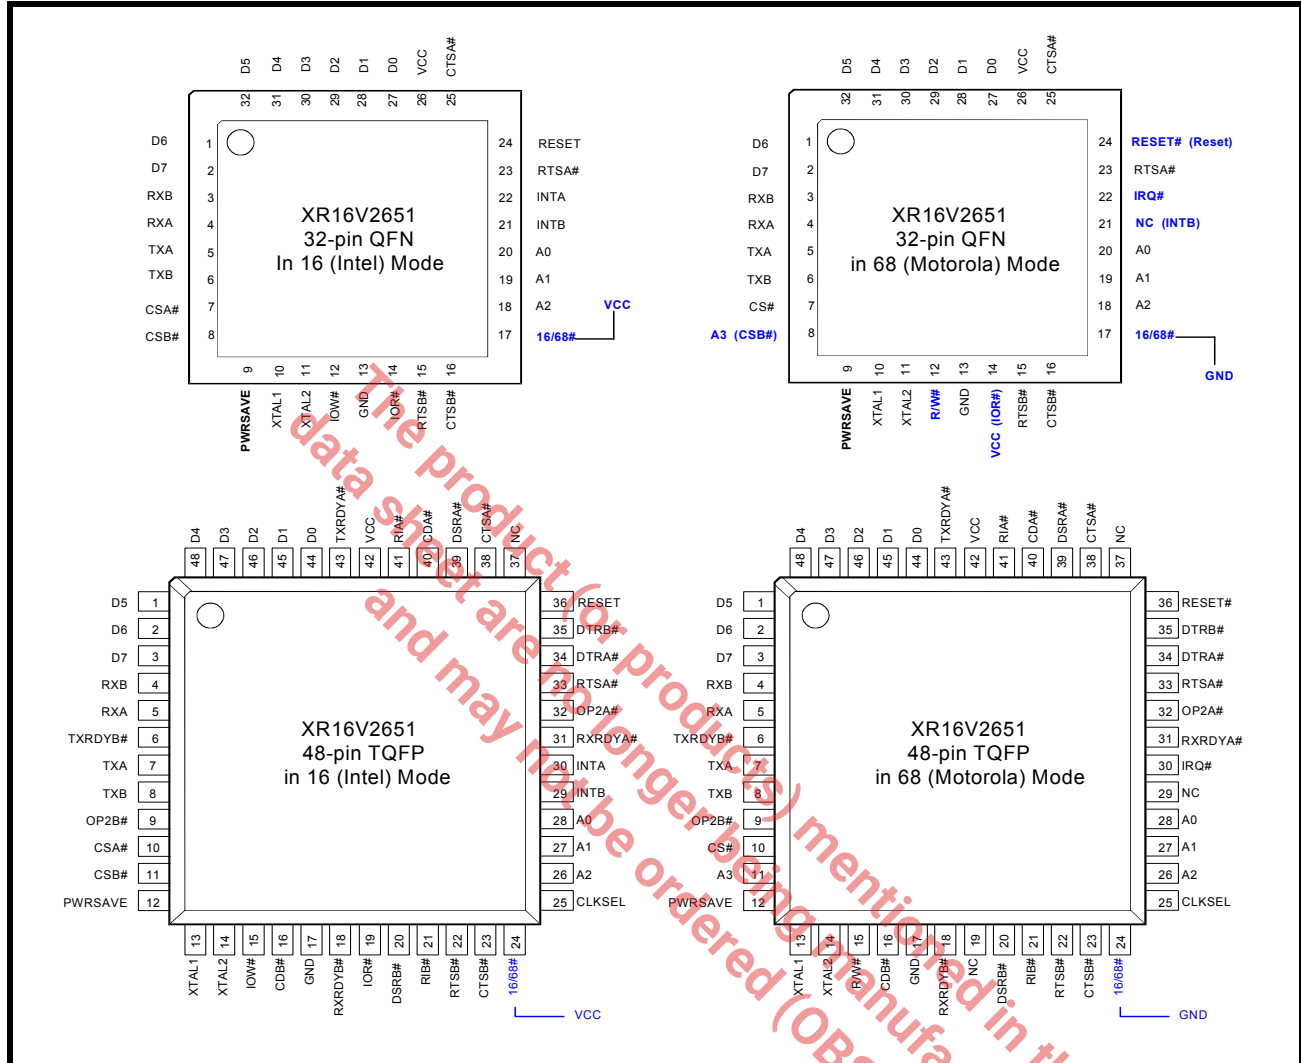 D5 D4 D3 D2 D1 D0 VCC CTSA#
32 31 30 29 28 27 26 25
D6 1
D7 2
RXB 3
RXA 4
TXA 5
TXB 6
CSA# 7
CSB# 8
XR16V2651
32-pin QFN
In 16 (Intel) Mode
24 RESET
23 RTSA#
22 INTA
21 INTB
20 A0
19 A1
18 A2
VCC
17 16/68#
9 10 11 12 13 14 15 16
PWRSAVE XTAL1 XTAL2 IOW# GND IOR# RTSB# CTSB#
D5 D4 D3 D2 D1 D0 VCC CTSA#
32 31 30 29 28 27 26 25
D6 1
D7 2
RXB 3
RXA 4
TXA 5
TXB 6
CS# 7
A3 (CSB#) 8
XR16V2651
32-pin QFN
in 68 (Motorola) Mode
24 RESET# (Reset)
23 RTSA#
22 IRQ#
21 NC (INTB)
20 A0
19 A1
18 A2
17 16/68#
GND
9 10 11 12 13 14 15 16
PWRSAVE XTAL1 XTAL2 R/W# GND VCC (IOR#) RTSB# CTSB#
D4 D3 D2 D1 D0 TXRDYA# VCC RIA# CDA# DSRA# CTSA# NC
48 47 46 45 44 43 42 41 40 39 38 37
D5 1
D6 2
D7 3
RXB 4
RXA 5
TXRDYB# 6
TXA 7
TXB 8
OP2B# 9
CSA# 10
CSB# 11
PWRSAVE 12
XR16V2651
48-pin TQFP
in 16 (Intel) Mode
36 RESET
35 DTRB#
34 DTRA#
33 RTSA#
32 OP2A#
31 RXRDYA#
30 INTA
29 INTB
28 A0
27 A1
26 A2
25 CLKSEL
13 14 15 16 17 18 19 20 21 22 23 24
XTAL1 XTAL2 IOW# CDB# GND RXRDYB# IOR# DSRB# RIB# RTSB# CTSB# 16/68#
VCC
D4 D3 D2 D1 D0 TXRDYA# VCC RIA# CDA# DSRA# CTSA# NC
48 47 46 45 44 43 42 41 40 39 38 37
D5 1
D6 2
D7 3
RXB 4
RXA 5
TXRDYB# 6
TXA 7
TXB 8
OP2B# 9
CS# 10
A3 11
PWRSAVE 12
XR16V2651
48-pin TQFP
in 68 (Motorola) Mode
36 RESET#
35 DTRB#
34 DTRA#
33 RTSA#
32 OP2A#
31 RXRDYA#
30 IRQ#
29 NC
28 A0
27 A1
26 A2
25 CLKSEL
13 14 15 16 17 18 19 20 21 22 23 24
XTAL1 XTAL2 R/W# CDB# GND RXRDYB# NC DSRB# RIB# RTSB# CTSB# 16/68#
GND
The product (or products) mentioned in
data sheet are no longer being
and may not be ordered